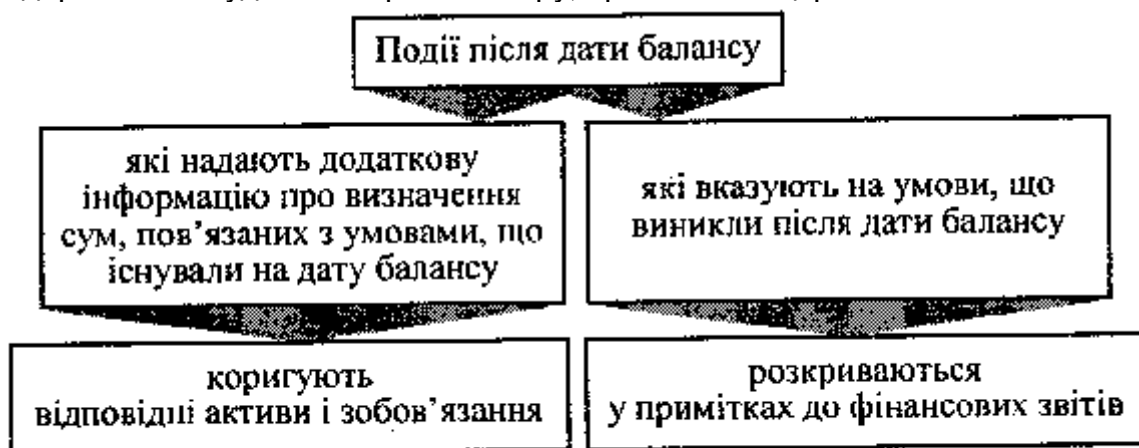 Події після дати балансу
які надають додаткову
інформацію про визначення
сум, пов’язаних з умовами, що
існували на дату балансу
які вказують на умови, що
виникли після дати балансу
коригують
відповідні активи і зобов’язання
розкриваються
у примітках до фінансових звітів